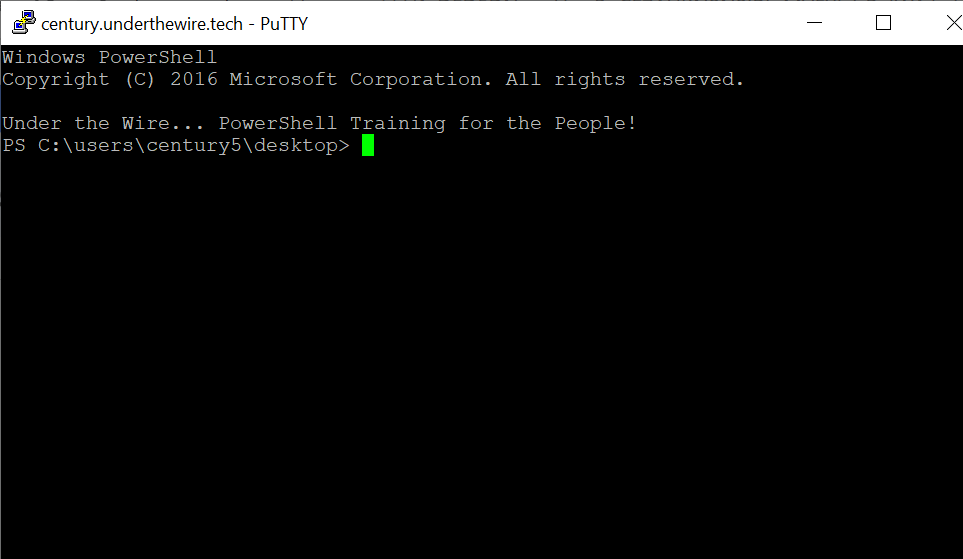 century.underthewire.tech - PuTTY
Windows PowerShell
Copyright (C) 2016 Microsoft Corporation. All rights reserved.
Under the Wire... PowerShell Training for the People!
PS C:\users\century5\desktop>